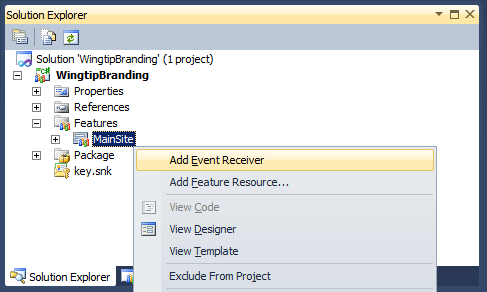 Solution Explorer
Solution 'WingtipBranding' (1 project)
WingtipBranding
Properties
References
Features
MainSite
Package
key.snk
Add Event Receiver
Add Feature Resource...
View Code
View Designer
View Template
Exclude From Project
Solution Explorer